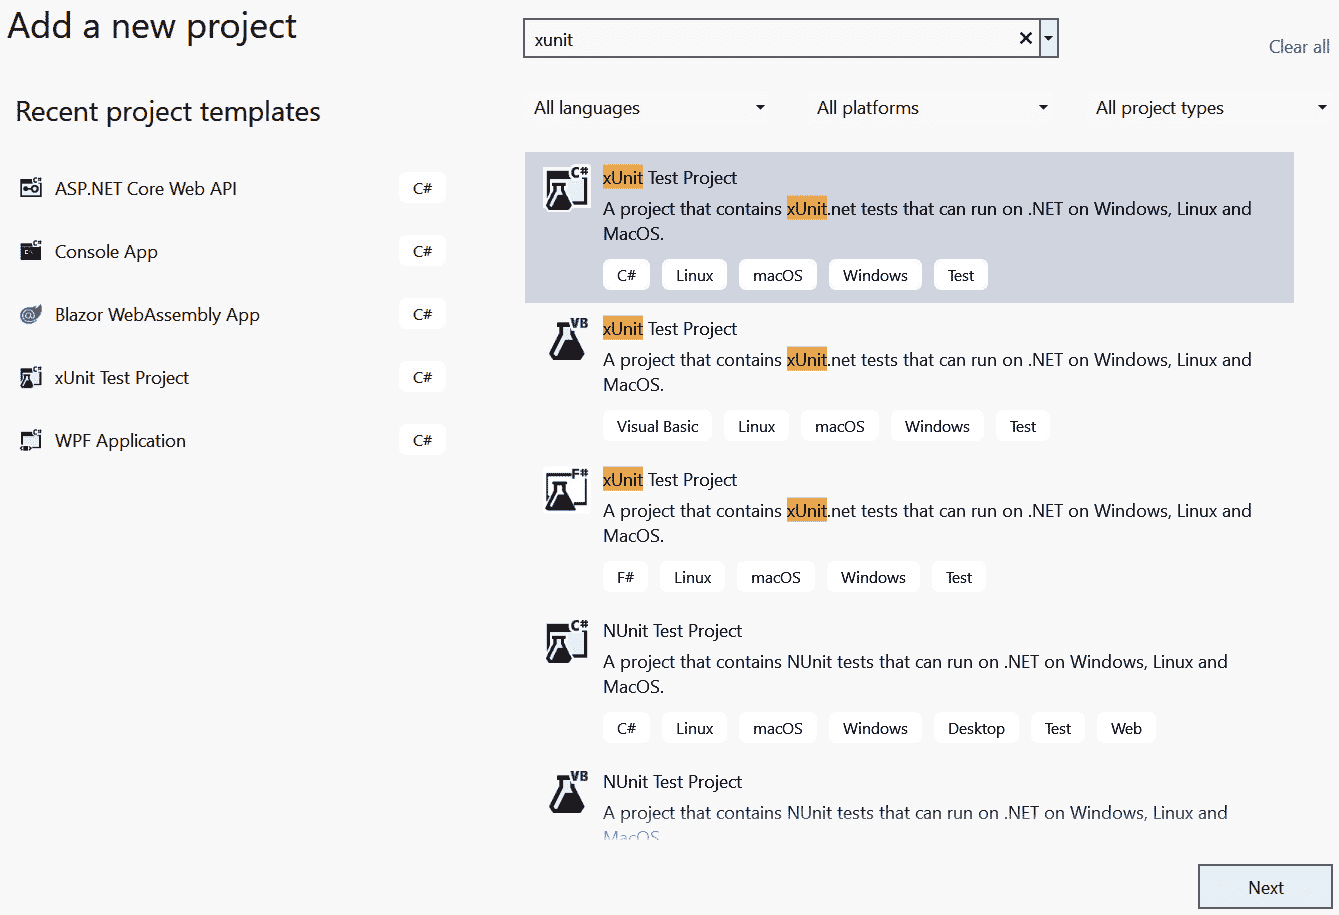 Add a new project
xunit
Clear all
Recent project templates
All languages
All platforms
All project types
ASP.NET Core Web API
C#
Console App
C#
Blazor WebAssembly App
C#
xUnit Test Project
C#
WPF Application
C#
C#
xUnit Test Project
A project that contains xUnit.net tests that can run on .NET on Windows, Linux and
MacOS.
C# Linux macOS Windows Test
VB
xUnit Test Project
A project that contains xUnit.net tests that can run on .NET on Windows, Linux and
MacOS.
Visual Basic Linux macOS Windows Test
F#
xUnit Test Project
A project that contains xUnit.net tests that can run on .NET on Windows, Linux and
MacOS.
F# Linux macOS Windows Test
C#
NUnit Test Project
A project that contains NUnit tests that can run on .NET on Windows, Linux and
MacOS.
C# Linux macOS Windows Desktop Test Web
VB
NUnit Test Project
A project that contains NUnit tests that can run on .NET on Windows, Linux and
MacOS.
Next